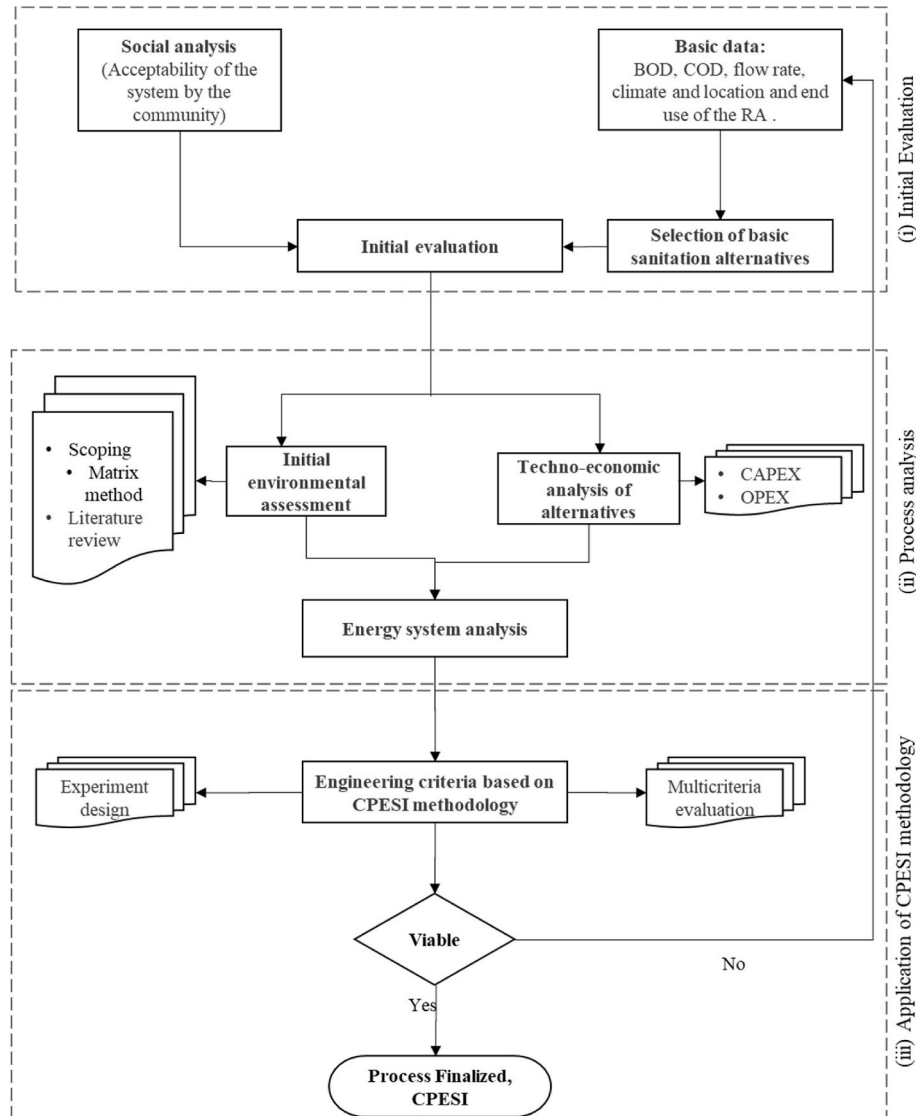 Social analysis
(Acceptability of the
system by the
community)
Basic data:
BOD, COD, flow rate,
climate and location and end
use of the RA .
Initial evaluation
Selection of basic
sanitation alternatives
(i) Initial Evaluation
• Scoping
• Matrix
method
• Literature
review
Initial
environmental
assessment
Techno-economic
analysis of
alternatives
• CAPEX
• OPEX
Energy system analysis
(ii) Process analysis
Experiment
design
Engineering criteria based on
CPESI methodology
Multicriteria
evaluation
Viable
No
Yes
Process Finalized,
CPESI
(iii) Application of CPESI methodology